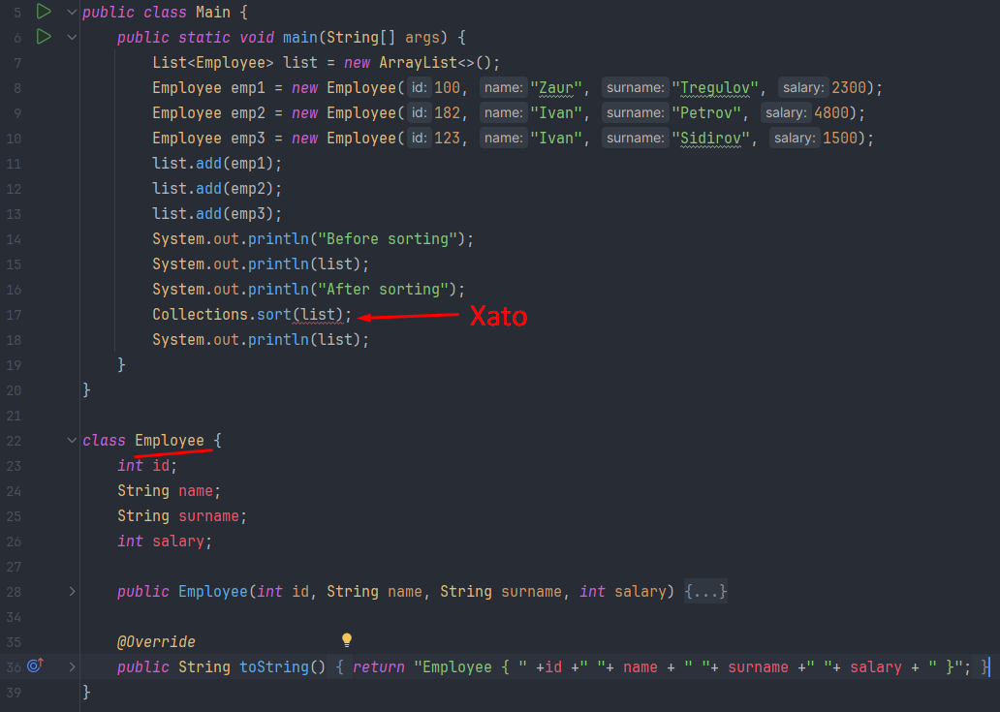 5 public class Main {
6 public static void main(String[] args) {
7 List<Employee> list = new ArrayList<>();
8 Employee emp1 = new Employee( id: 100, name: "Zaur", surname: "Tregulov", salary: 2300);
9 Employee emp2 = new Employee( id: 182, name: "Ivan", surname: "Petrov", salary: 4800);
10 Employee emp3 = new Employee( id: 123, name: "Ivan", surname: "Sidirov", salary: 1500);
11 list.add(emp1);
12 list.add(emp2);
13 list.add(emp3);
14 System.out.println("Before sorting");
15 System.out.println(list);
16 System.out.println("After sorting");
17 Collections.sort(list); Xato
18 System.out.println(list);
19 }
20 }
21
22 class Employee {
23 int id;
24 String name;
25 String surname;
26 int salary;
27
28 public Employee(int id, String name, String surname, int salary) {...}
34
35 @Override
36 public String toString() { return "Employee { " +id +" "+ name + " "+ surname +" "+ salary + " }"; }
39 }